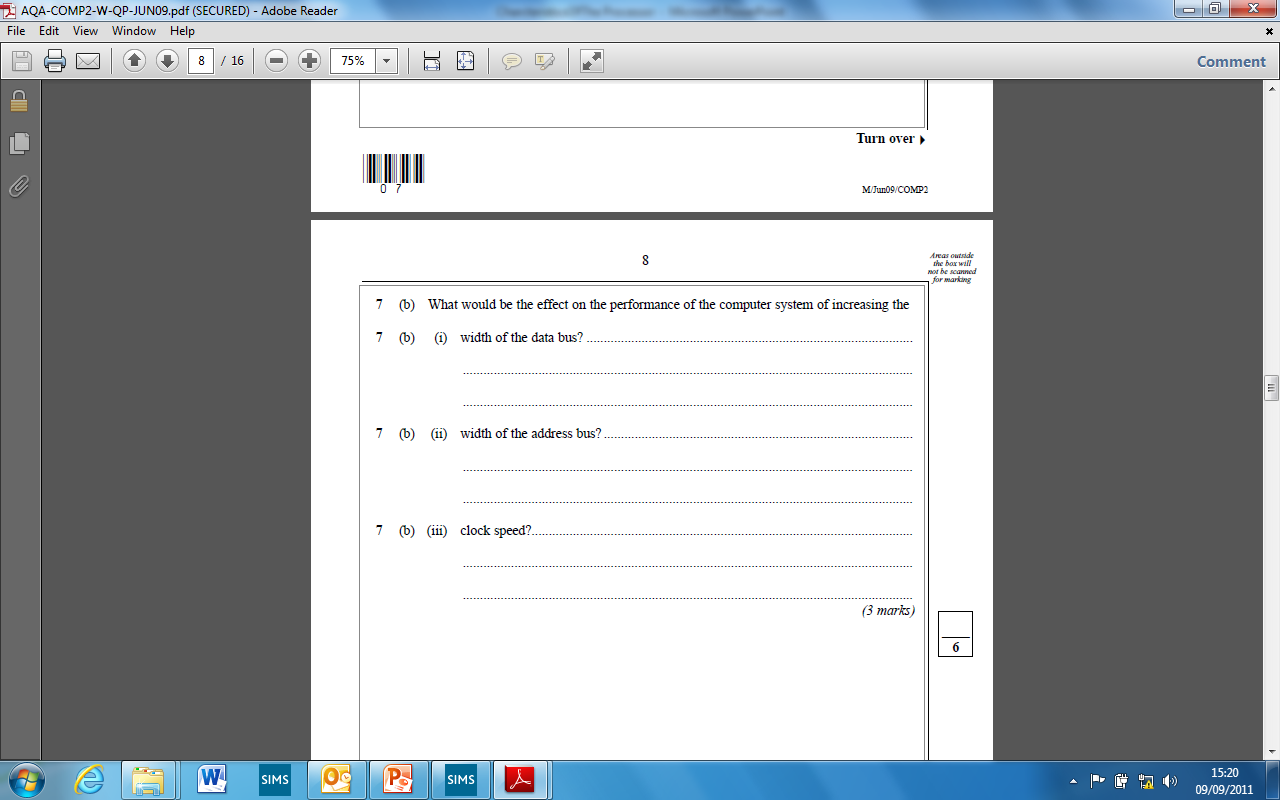 AQA-COMP2-W-QP-JUN09.pdf (SECURED) - Adobe Reader
File Edit View Window Help
8 / 16 75% Comment
Turn over
0 7
M/Jun09/COMP2
8
Areas outside
the box will
not be scanned
for marking
7 (b) What would be the effect on the performance of the computer system of increasing the
7 (b) (i) width of the data bus? ....................................................................................................
....................................................................................................
....................................................................................................
7 (b) (ii) width of the address bus? ....................................................................................................
....................................................................................................
....................................................................................................
7 (b) (iii) clock speed?....................................................................................................
....................................................................................................
....................................................................................................
(3 marks)
6
SIMS SIMS
15:20
09/09/2011